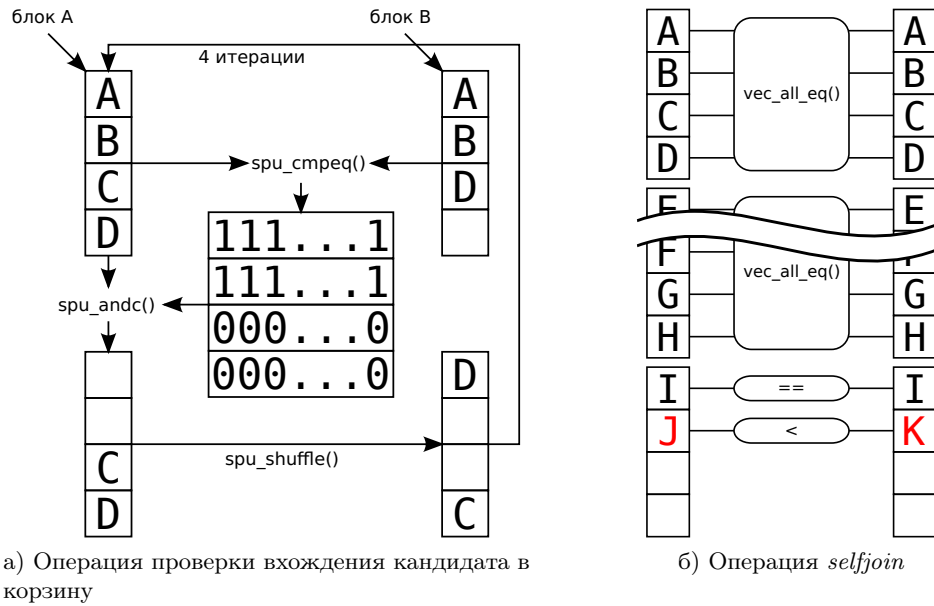 блок A
блок B
4 итерации
A
B
C
D
A
B
D
spu_cmpeq()
111...1
111...1
000...0
000...0
spu_andc()
C
D
spu_shuffle()
D
C
а) Операция проверки вхождения кандидата в
корзину
A
B
C
D
vec_all_eq()
A
B
C
D
E
F
G
H
vec_all_eq()
E
F
G
H
I
==
I
J
<
K
б) Операция selfjoin